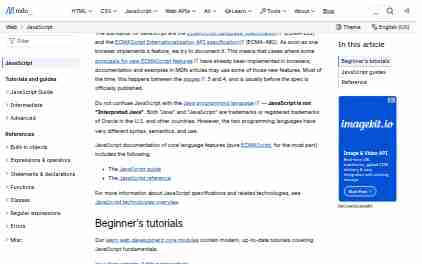 mdn
HTML CSS JavaScript Web APIs All Learn Tools About Blog
Web JavaScript Theme English (US)
Filter
JavaScript
Tutorials and guides
JavaScript Guide
Intermediate
Advanced
References
Built-in objects
Expressions & operators
Statements & declarations
Functions
Classes
Regular expressions
Errors
Misc
and the ECMAScript Internationalization API specification (ECMA-402). As soon as one
browser implements a feature, we try to document it. This means that cases where some
proposals for new ECMAScript features have already been implemented in browsers,
documentation and examples in MDN articles may use some of those new features. Most of
the time, this happens between the stages 3 and 4, and is usually before the spec is
officially published.
Do not confuse JavaScript with the Java programming language — JavaScript is not
"Interpreted Java". Both "Java" and "JavaScript" are trademarks or registered trademarks
of Oracle in the U.S. and other countries. However, the two programming languages have
very different syntax, semantics, and use.
JavaScript documentation of core language features (pure ECMAScript, for the most part)
includes the following:
The JavaScript guide
The JavaScript reference
For more information about JavaScript specifications and related technologies, see
JavaScript technologies overview.
Beginner's tutorials
Our learn web development core modules contain modern, up-to-date tutorials covering
JavaScript fundamentals.
In this article
Beginner's tutorials
JavaScript guides
Reference
imagekit.io
Image & Video API
Start Now